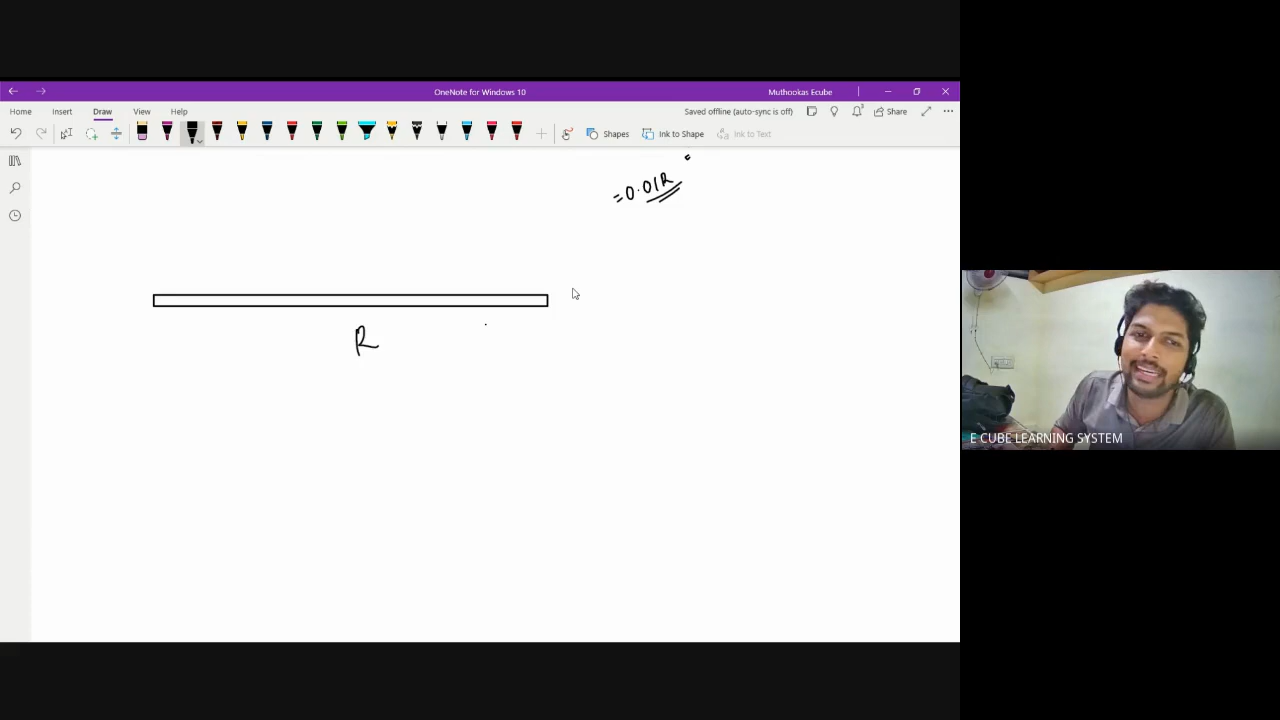 OneNote for Windows 10
Muthookas Ecube
Home Insert Draw View Help
Saved offline (auto-sync is off)
Share
Shapes
Ink to Shape
Ink to Text
=0.01R
R
E CUBE LEARNING SYSTEM